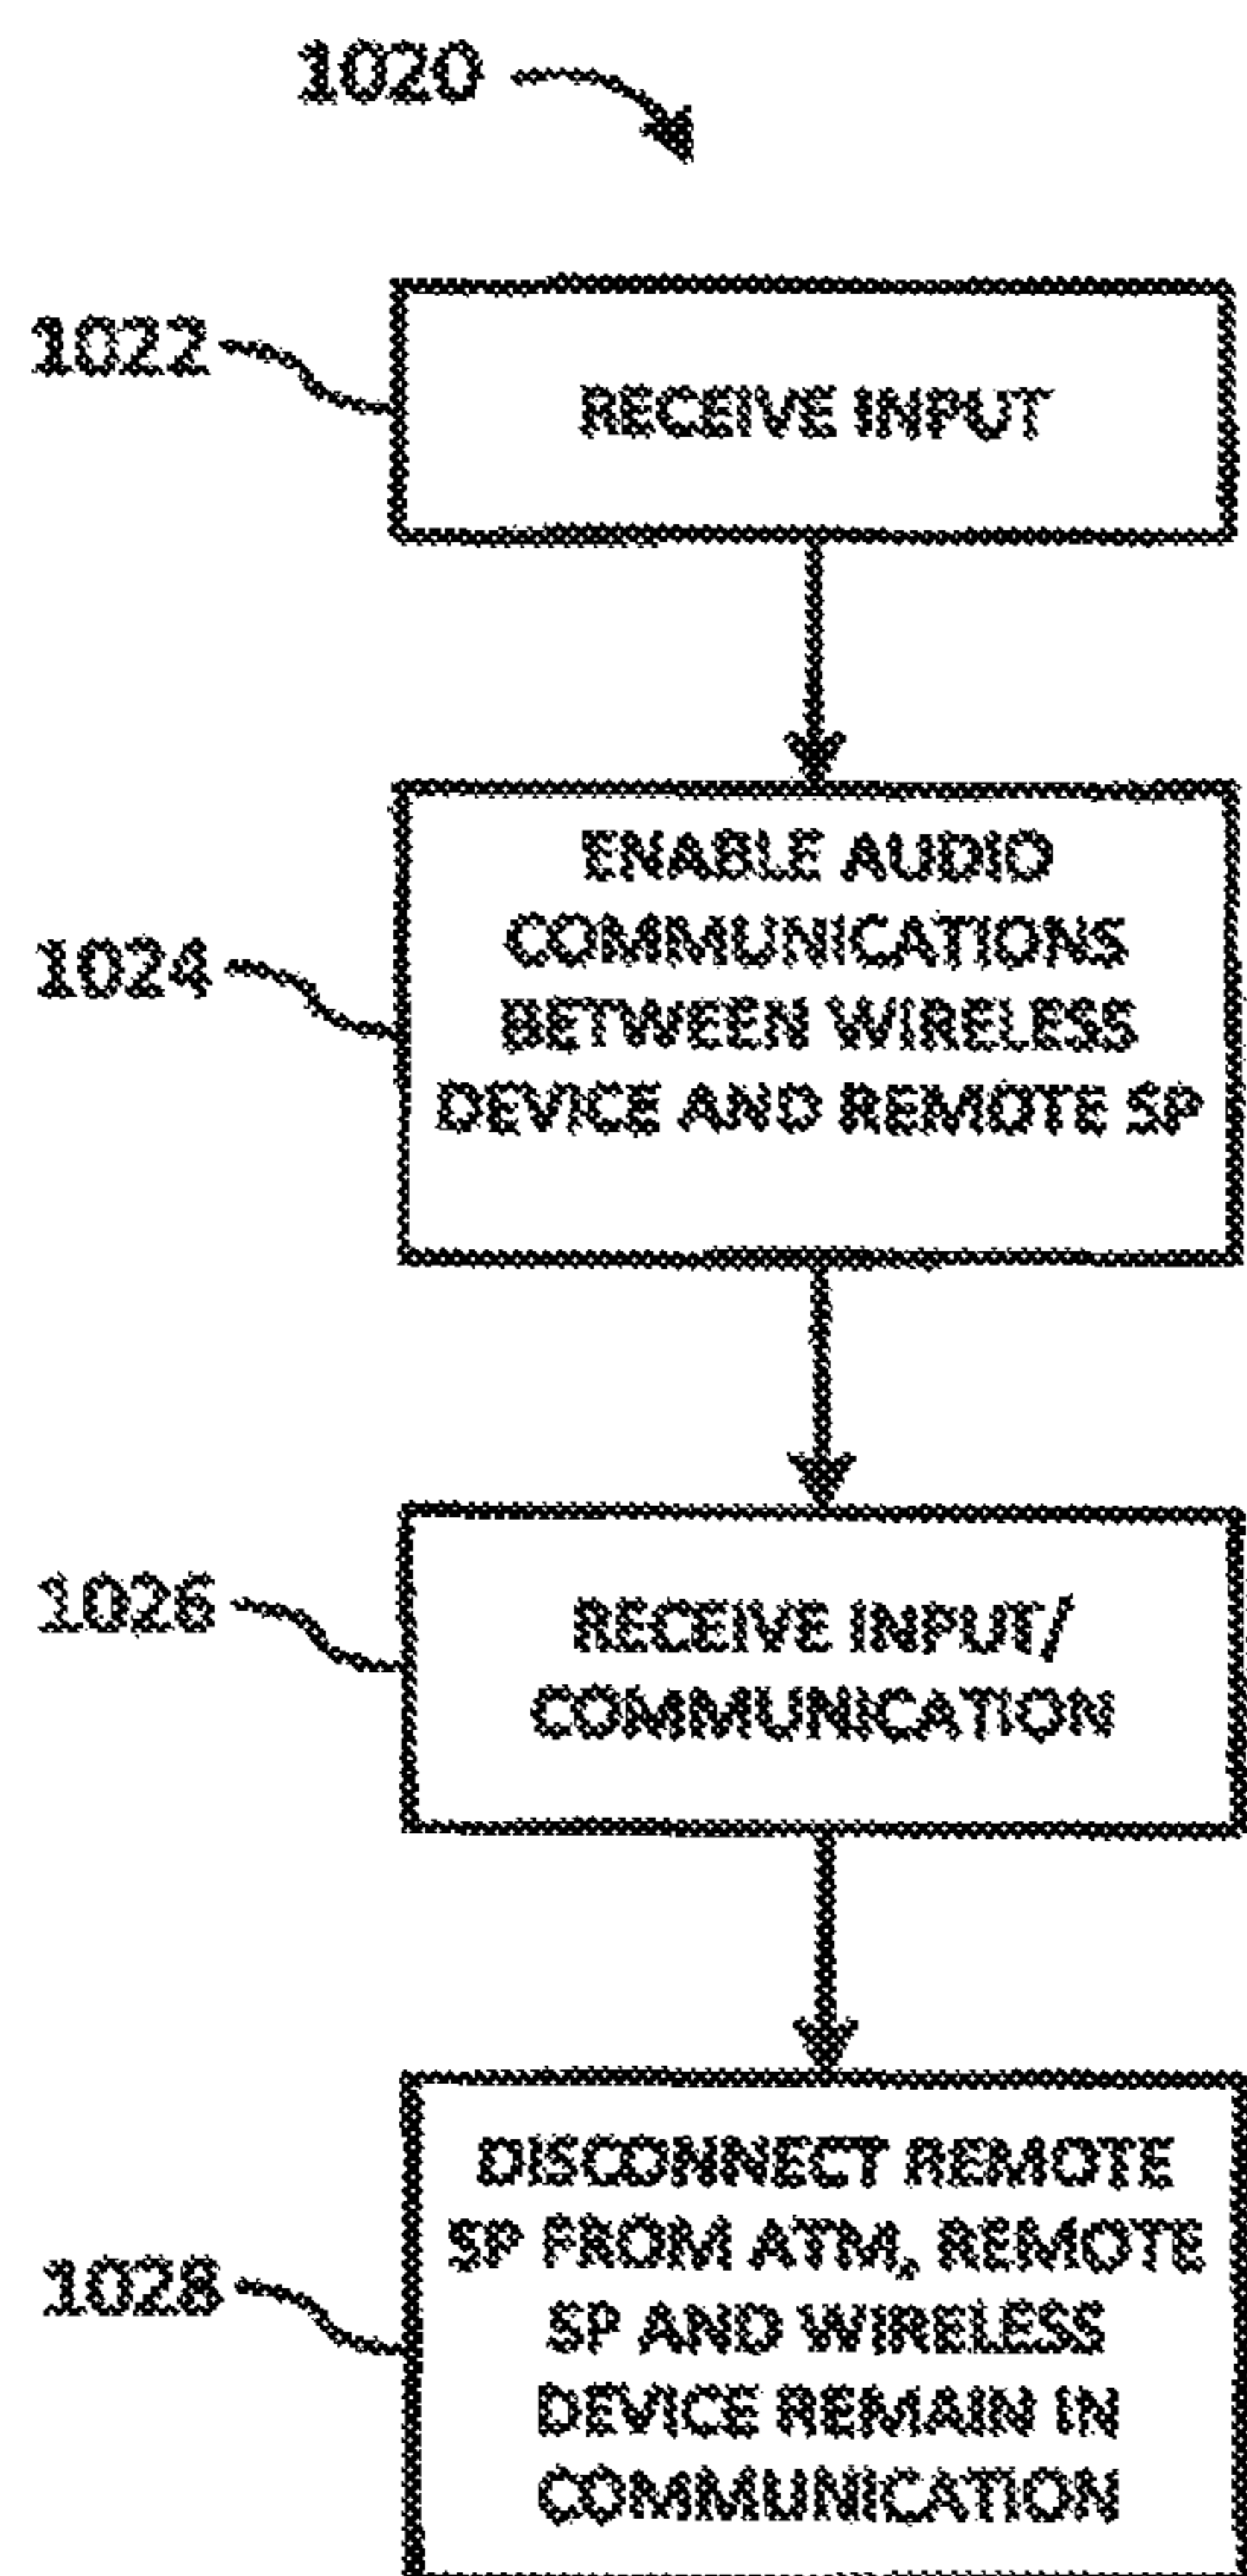 1020
1022
RECEIVE INPUT
1024
ENABLE AUDIO
COMMUNICATIONS
BETWEEN WIRELESS
DEVICE AND REMOTE SP
1026
RECEIVE INPUT/
COMMUNICATION
1028
DISCONNECT REMOTE
SP FROM ATM, REMOTE
SP AND WIRELESS
DEVICE REMAIN IN
COMMUNICATION